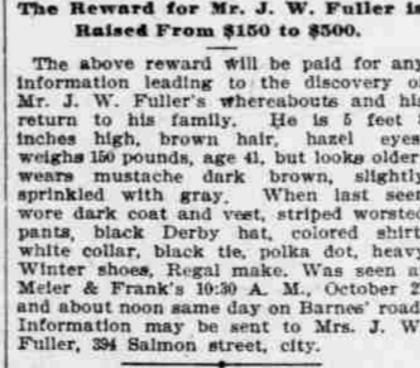 The Reward for Mr. J. W. Fuller is
Raised From $150 to $500.
The above reward will be paid for any
information leading to the discovery of
Mr. J. W. Fuller's whereabouts and his
return to his family. He is 5 feet
inches high, brown hair, hazel eyes,
weighs 150 pounds, age 41, but looks older,
wears mustache dark brown, slightly
sprinkled with gray. When last seen
wore dark coat and vest, striped worsted
pants, black Derby hat, colored shirt,
white collar, black tie, polka dot, heavy
Winter shoes, Regal make. Was seen at
Meier & Frank's 10:30 A. M., October
and about noon same day on Barnes' road.
Information may be sent to Mrs. J. W.
Fuller, 394 Salmon street, city.